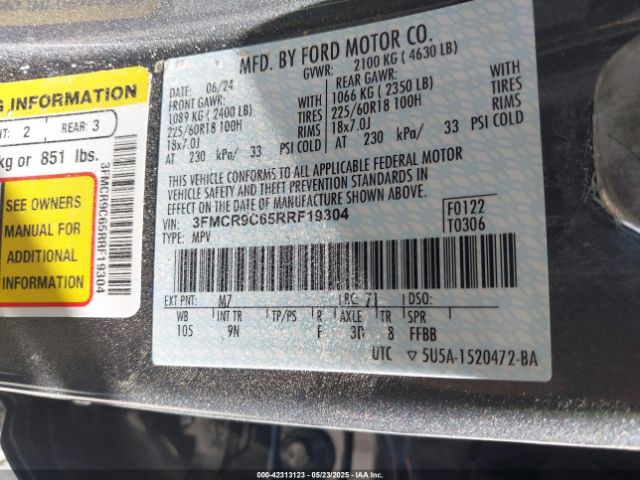 G INFORMATION
NT: 2 REAR: 3
kg or 851 lbs.
SEE OWNERS
MANUAL FOR
ADDITIONAL
INFORMATION
3FMCR9C65RRF19304
MFD. BY FORD MOTOR CO.
GVWR: 2100 KG ( 4630 LB)
DATE: 06/24
FRONT GAWR: REAR GAWR:
1089 KG ( 2400 LB) 1066 KG ( 2350 LB)
225/60R18 100H TIRES 225/60R18 100H TIRES
18x7.0J RIMS 18x7.0J RIMS
AT 230 kPa/ 33 PSI COLD AT 230 kPa/ 33 PSI COLD
THIS VEHICLE CONFORMS TO ALL APPLICABLE FEDERAL MOTOR
VEHICLE SAFETY AND THEFT PREVENTION STANDARDS IN
EFFECT ON THE DATE OF MANUFACTURE SHOWN ABOVE.
VIN: 3FMCR9C65RRF19304 F0122
TYPE: MPV T0306
EXT PNT: M7 RC: 71 DSO:
WB INT TR TP/PS R AXLE TR SPR
105 9N F 3D 8 FFBB
UTC ▽ 5U5A-1520472-BA
000-42313123 - 05/23/2025 - IAAI.COM